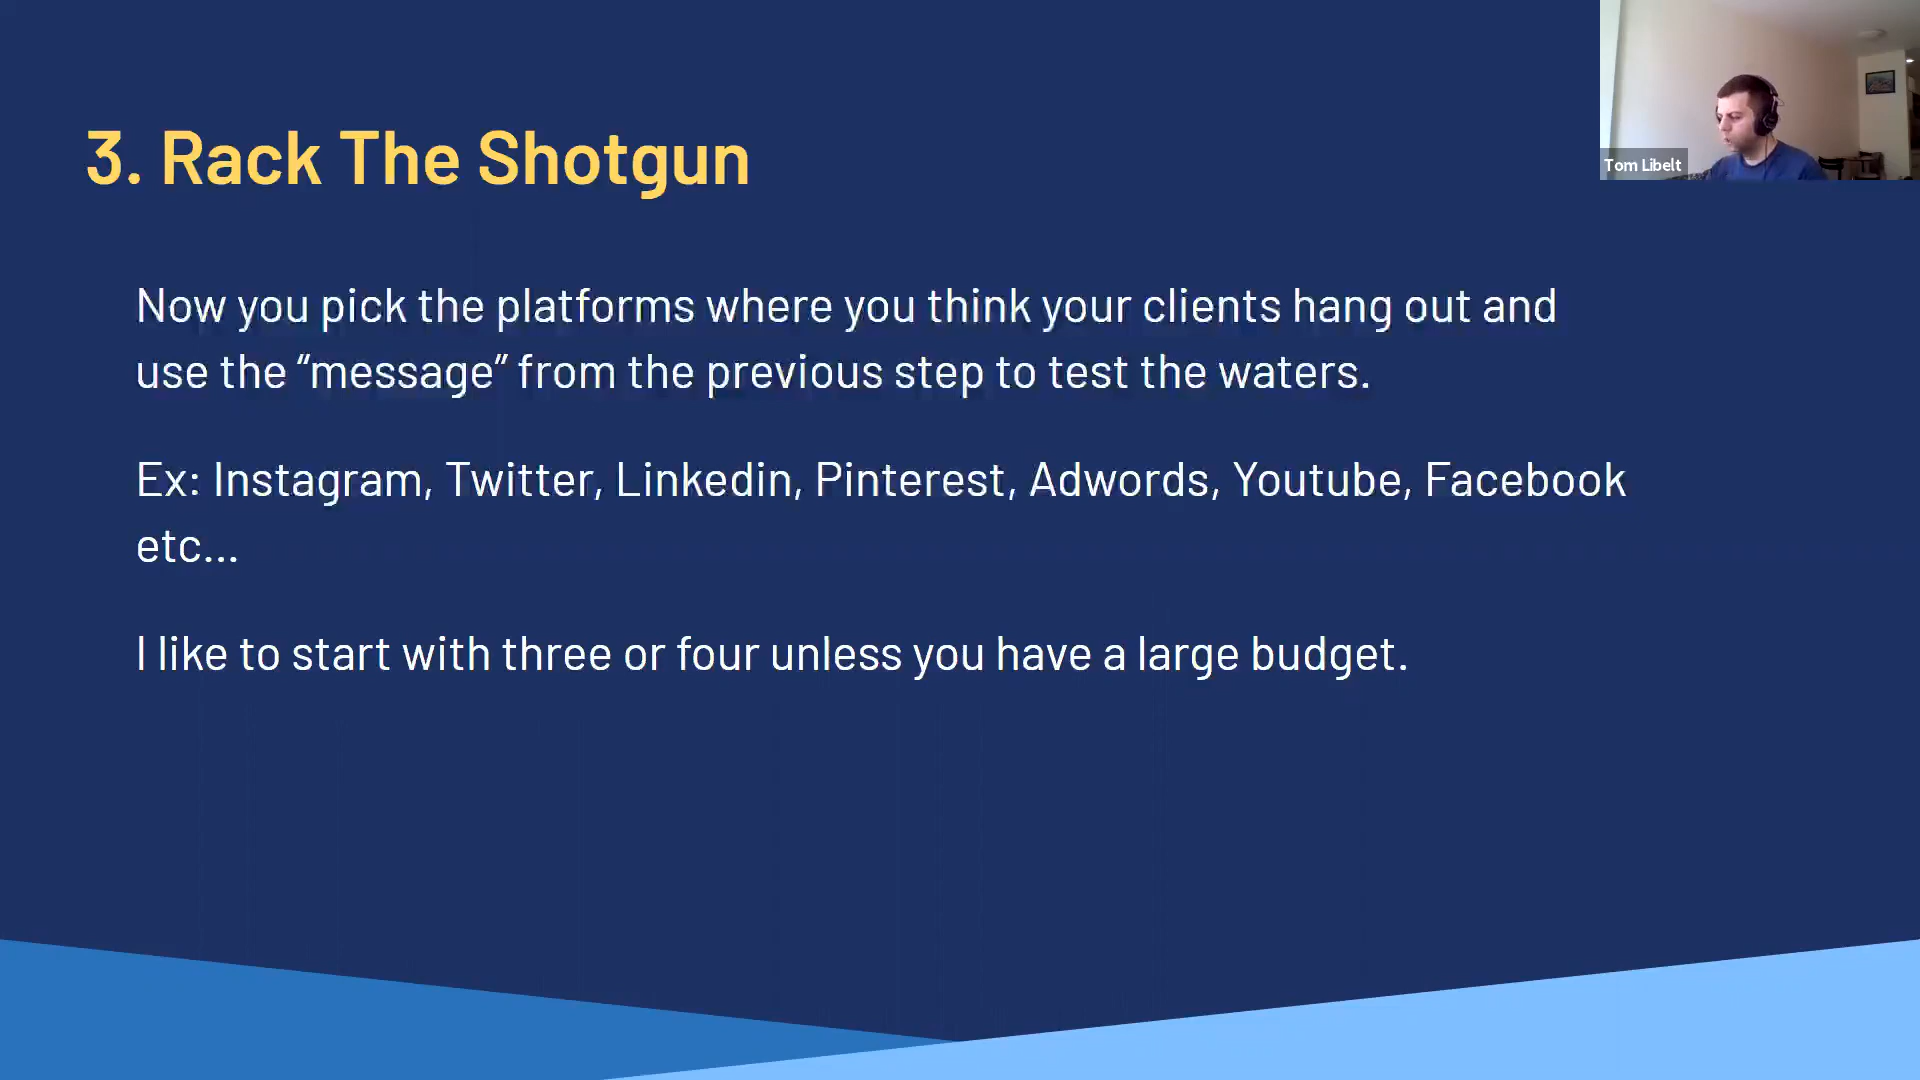 3. Rack The Shotgun
Tom Libelt
Now you pick the platforms where you think your clients hang out and
use the “message” from the previous step to test the waters.
Ex: Instagram, Twitter, Linkedin, Pinterest, Adwords, Youtube, Facebook
etc...
I like to start with three or four unless you have a large budget.